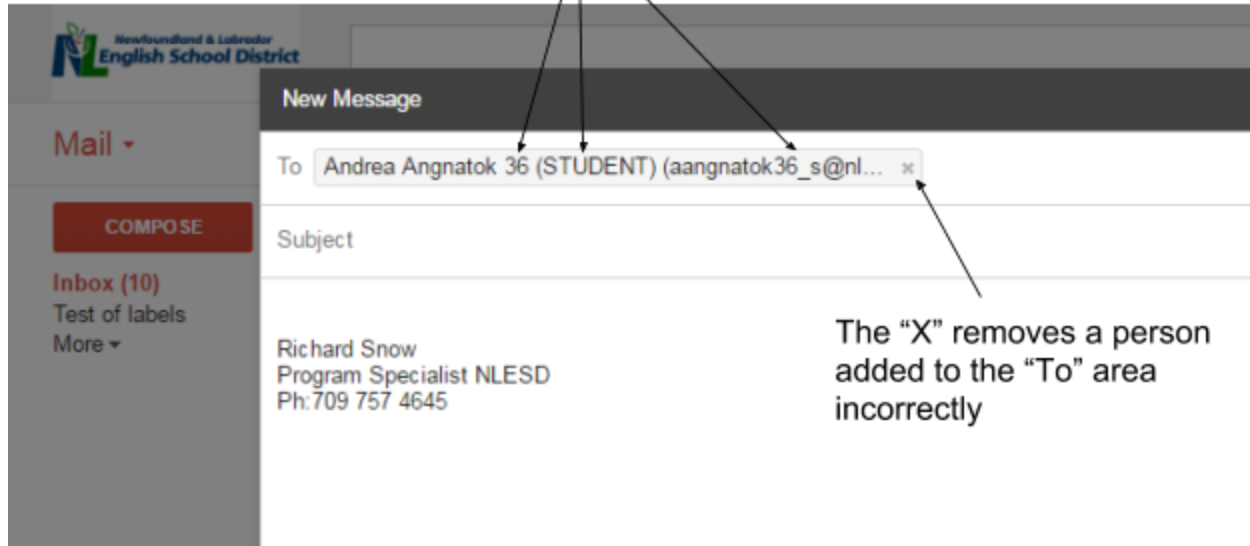 Newfoundland & Labrador
English School District
New Message
Mail
To Andrea Angnatok 36 (STUDENT) (aangnatok36_s@nl... ×
COMPOSE
Subject
Inbox (10)
Test of labels
More
Richard Snow
Program Specialist NLESD
Ph:709 757 4645
The “X” removes a person
added to the “To” area
incorrectly